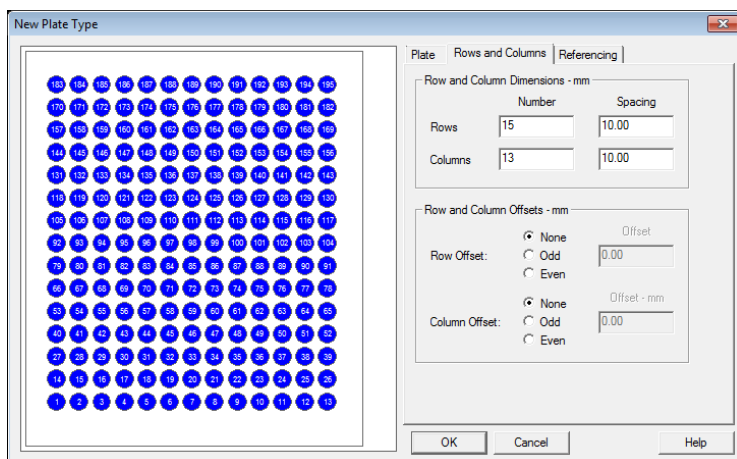 New Plate Type
Plate Rows and Columns Referencing
183 184 185 186 187 188 189 190 191 192 193 194 195
170 171 172 173 174 175 176 177 178 179 180 181 182
157 158 159 160 161 162 163 164 165 166 167 168 169
144 145 146 147 148 149 150 151 152 153 154 155 156
131 132 133 134 135 136 137 138 139 140 141 142 143
118 119 120 121 122 123 124 125 126 127 128 129 130
105 106 107 108 109 110 111 112 113 114 115 116 117
92 93 94 95 96 97 98 99 100 101 102 103 104
79 80 81 82 83 84 85 86 87 88 89 90 91
66 67 68 69 70 71 72 73 74 75 76 77 78
53 54 55 56 57 58 59 60 61 62 63 64 65
40 41 42 43 44 45 46 47 48 49 50 51 52
27 28 29 30 31 32 33 34 35 36 37 38 39
14 15 16 17 18 19 20 21 22 23 24 25 26
1 2 3 4 5 6 7 8 9 10 11 12 13
Row and Column Dimensions - mm
Number Spacing
Rows 15 10.00
Columns 13 10.00
Row and Column Offsets - mm
None Offset
Row Offset: Odd 0.00
Even
None Offset - mm
Column Offset: Odd 0.00
Even
OK Cancel Help